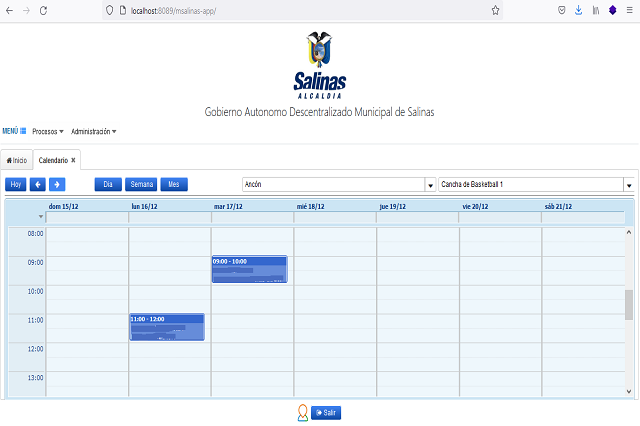 localhost:8089/msalinas-app/
Salinas
ALCALDIA
Gobierno Autonomo Descentralizado Municipal de Salinas
MENÚ Procesos Administración
Inicio Calendario
Hoy Día Semana Mes Ancón Cancha de Basketball 1
dom 15/12 lun 16/12 mar 17/12 mié 18/12 jue 19/12 vie 20/12 sáb 21/12
08:00
09:00 09:00 - 10:00
10:00
11:00 11:00 - 12:00
12:00
13:00
Salir